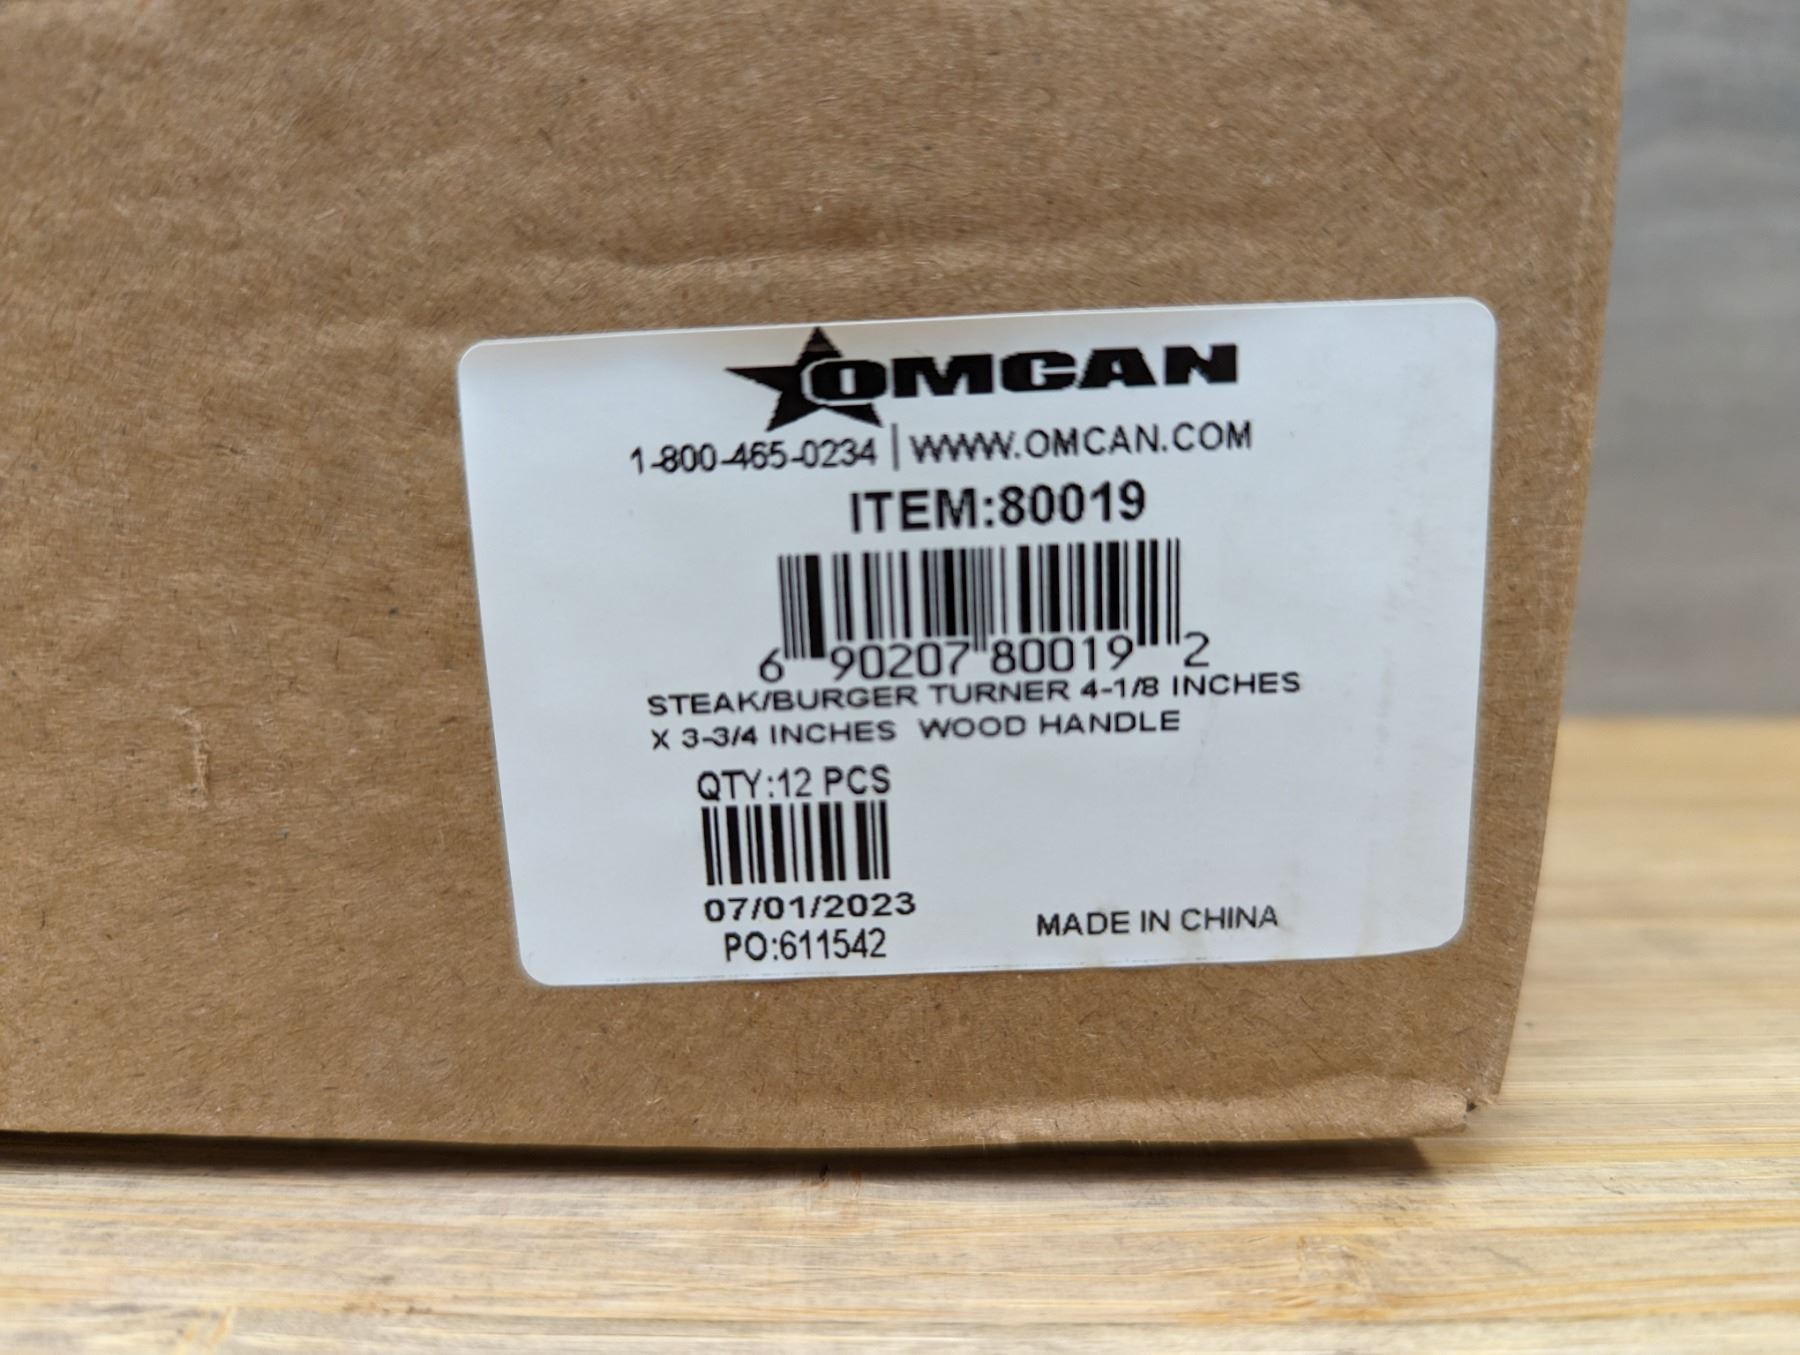 OMCAN
1-800-465-0234 | WWW.OMCAN.COM
ITEM:80019
6 90207 80019 2
STEAK/BURGER TURNER 4-1/8 INCHES
X 3-3/4 INCHES WOOD HANDLE
QTY:12 PCS
07/01/2023
PO:611542
MADE IN CHINA